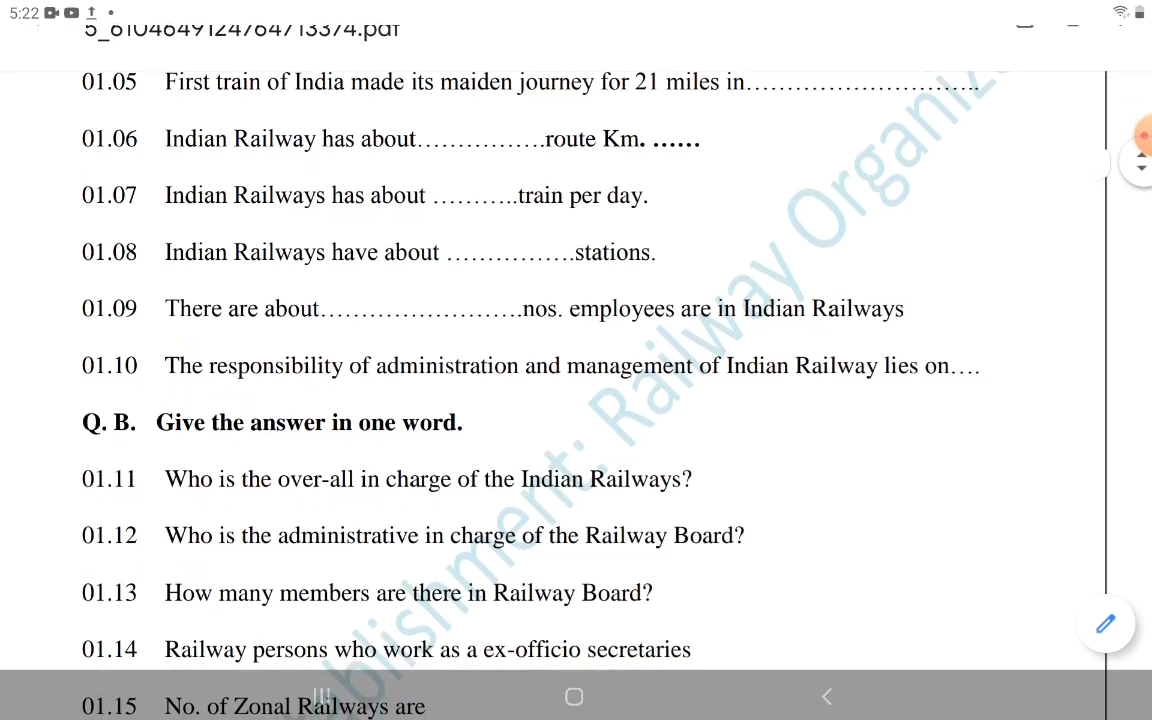 5:22
5_6104649124764713374.pdf
01.05 First train of India made its maiden journey for 21 miles in............................
01.06 Indian Railway has about................route Km. ......
01.07 Indian Railways has about ...........train per day.
01.08 Indian Railways have about ................stations.
01.09 There are about.........................nos. employees are in Indian Railways
01.10 The responsibility of administration and management of Indian Railway lies on....
Q. B. Give the answer in one word.
01.11 Who is the over-all in charge of the Indian Railways?
01.12 Who is the administrative in charge of the Railway Board?
01.13 How many members are there in Railway Board?
01.14 Railway persons who work as a ex-officio secretaries
01.15 No. of Zonal Railways are
blishment: Railway Organiz